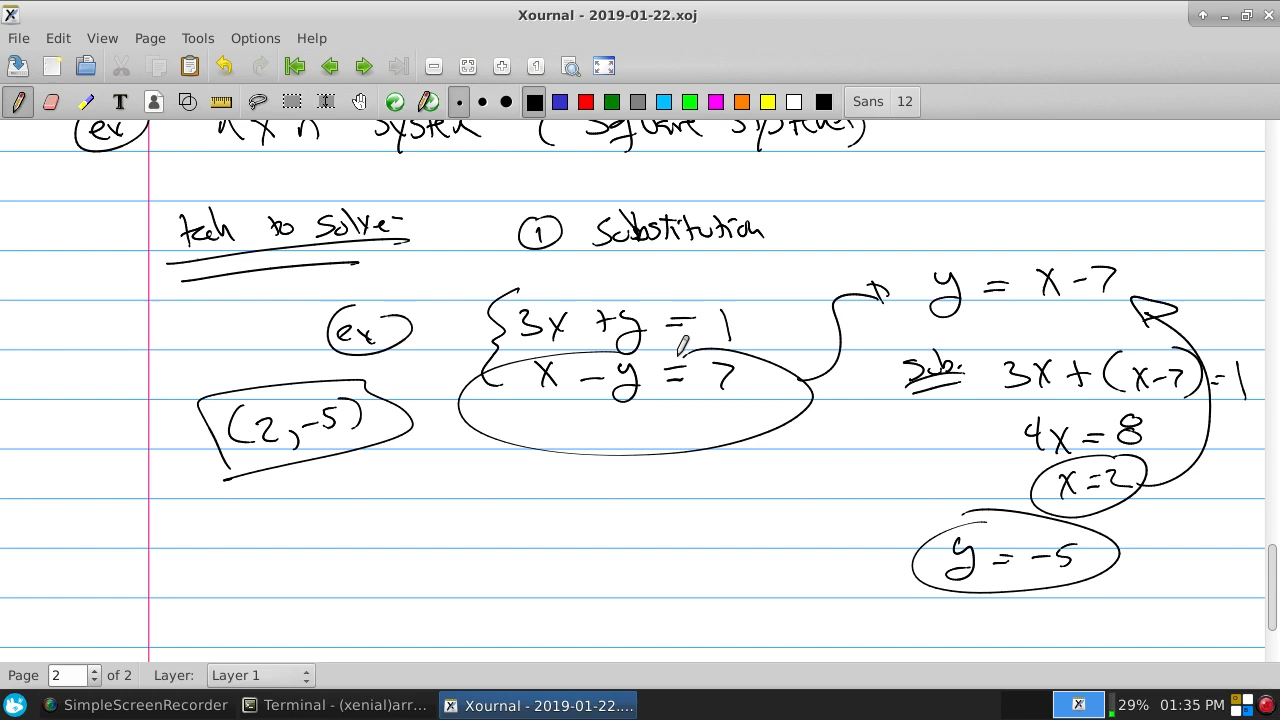 Xournal - 2019-01-22.xoj
File Edit View Page Tools Options Help
Sans 12
ex n x n system (square system)
tech to solve- ① substitution
y = x - 7
ex { 3x + y = 1
x - y = 7
sub. 3x + (x-7) = 1
(2, -5)
4x = 8
x = 2
y = -5
Page 2 of 2 Layer: Layer 1
SimpleScreenRecorder Terminal - (xenial)arr... Xournal - 2019-01-22.... 29% 01:35 PM